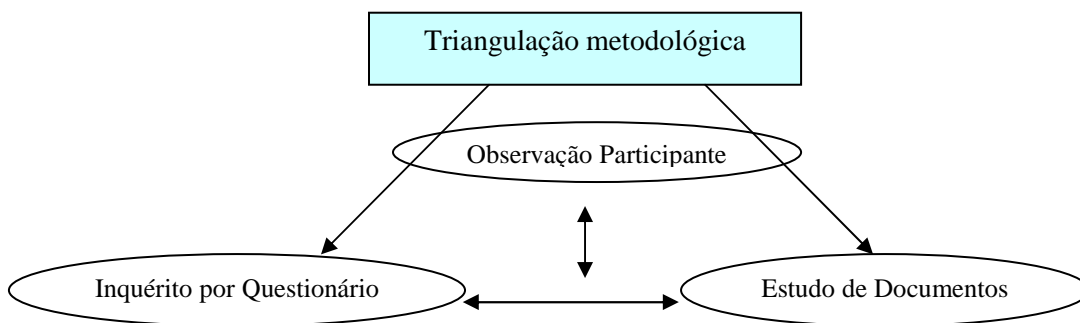 Triangulação metodológica
Observação Participante
Inquérito por Questionário
Estudo de Documentos